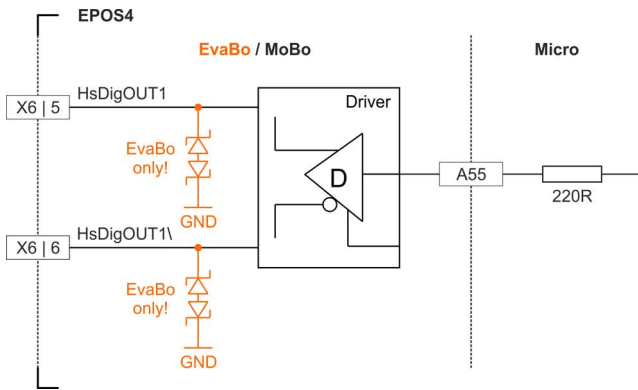 EPOS4
EvaBo / MoBo
Micro
X6 | 5
HsDigOUT1
Driver
EvaBo
only!
GND
D
A55
220R
X6 | 6
HsDigOUT1\
EvaBo
only!
GND